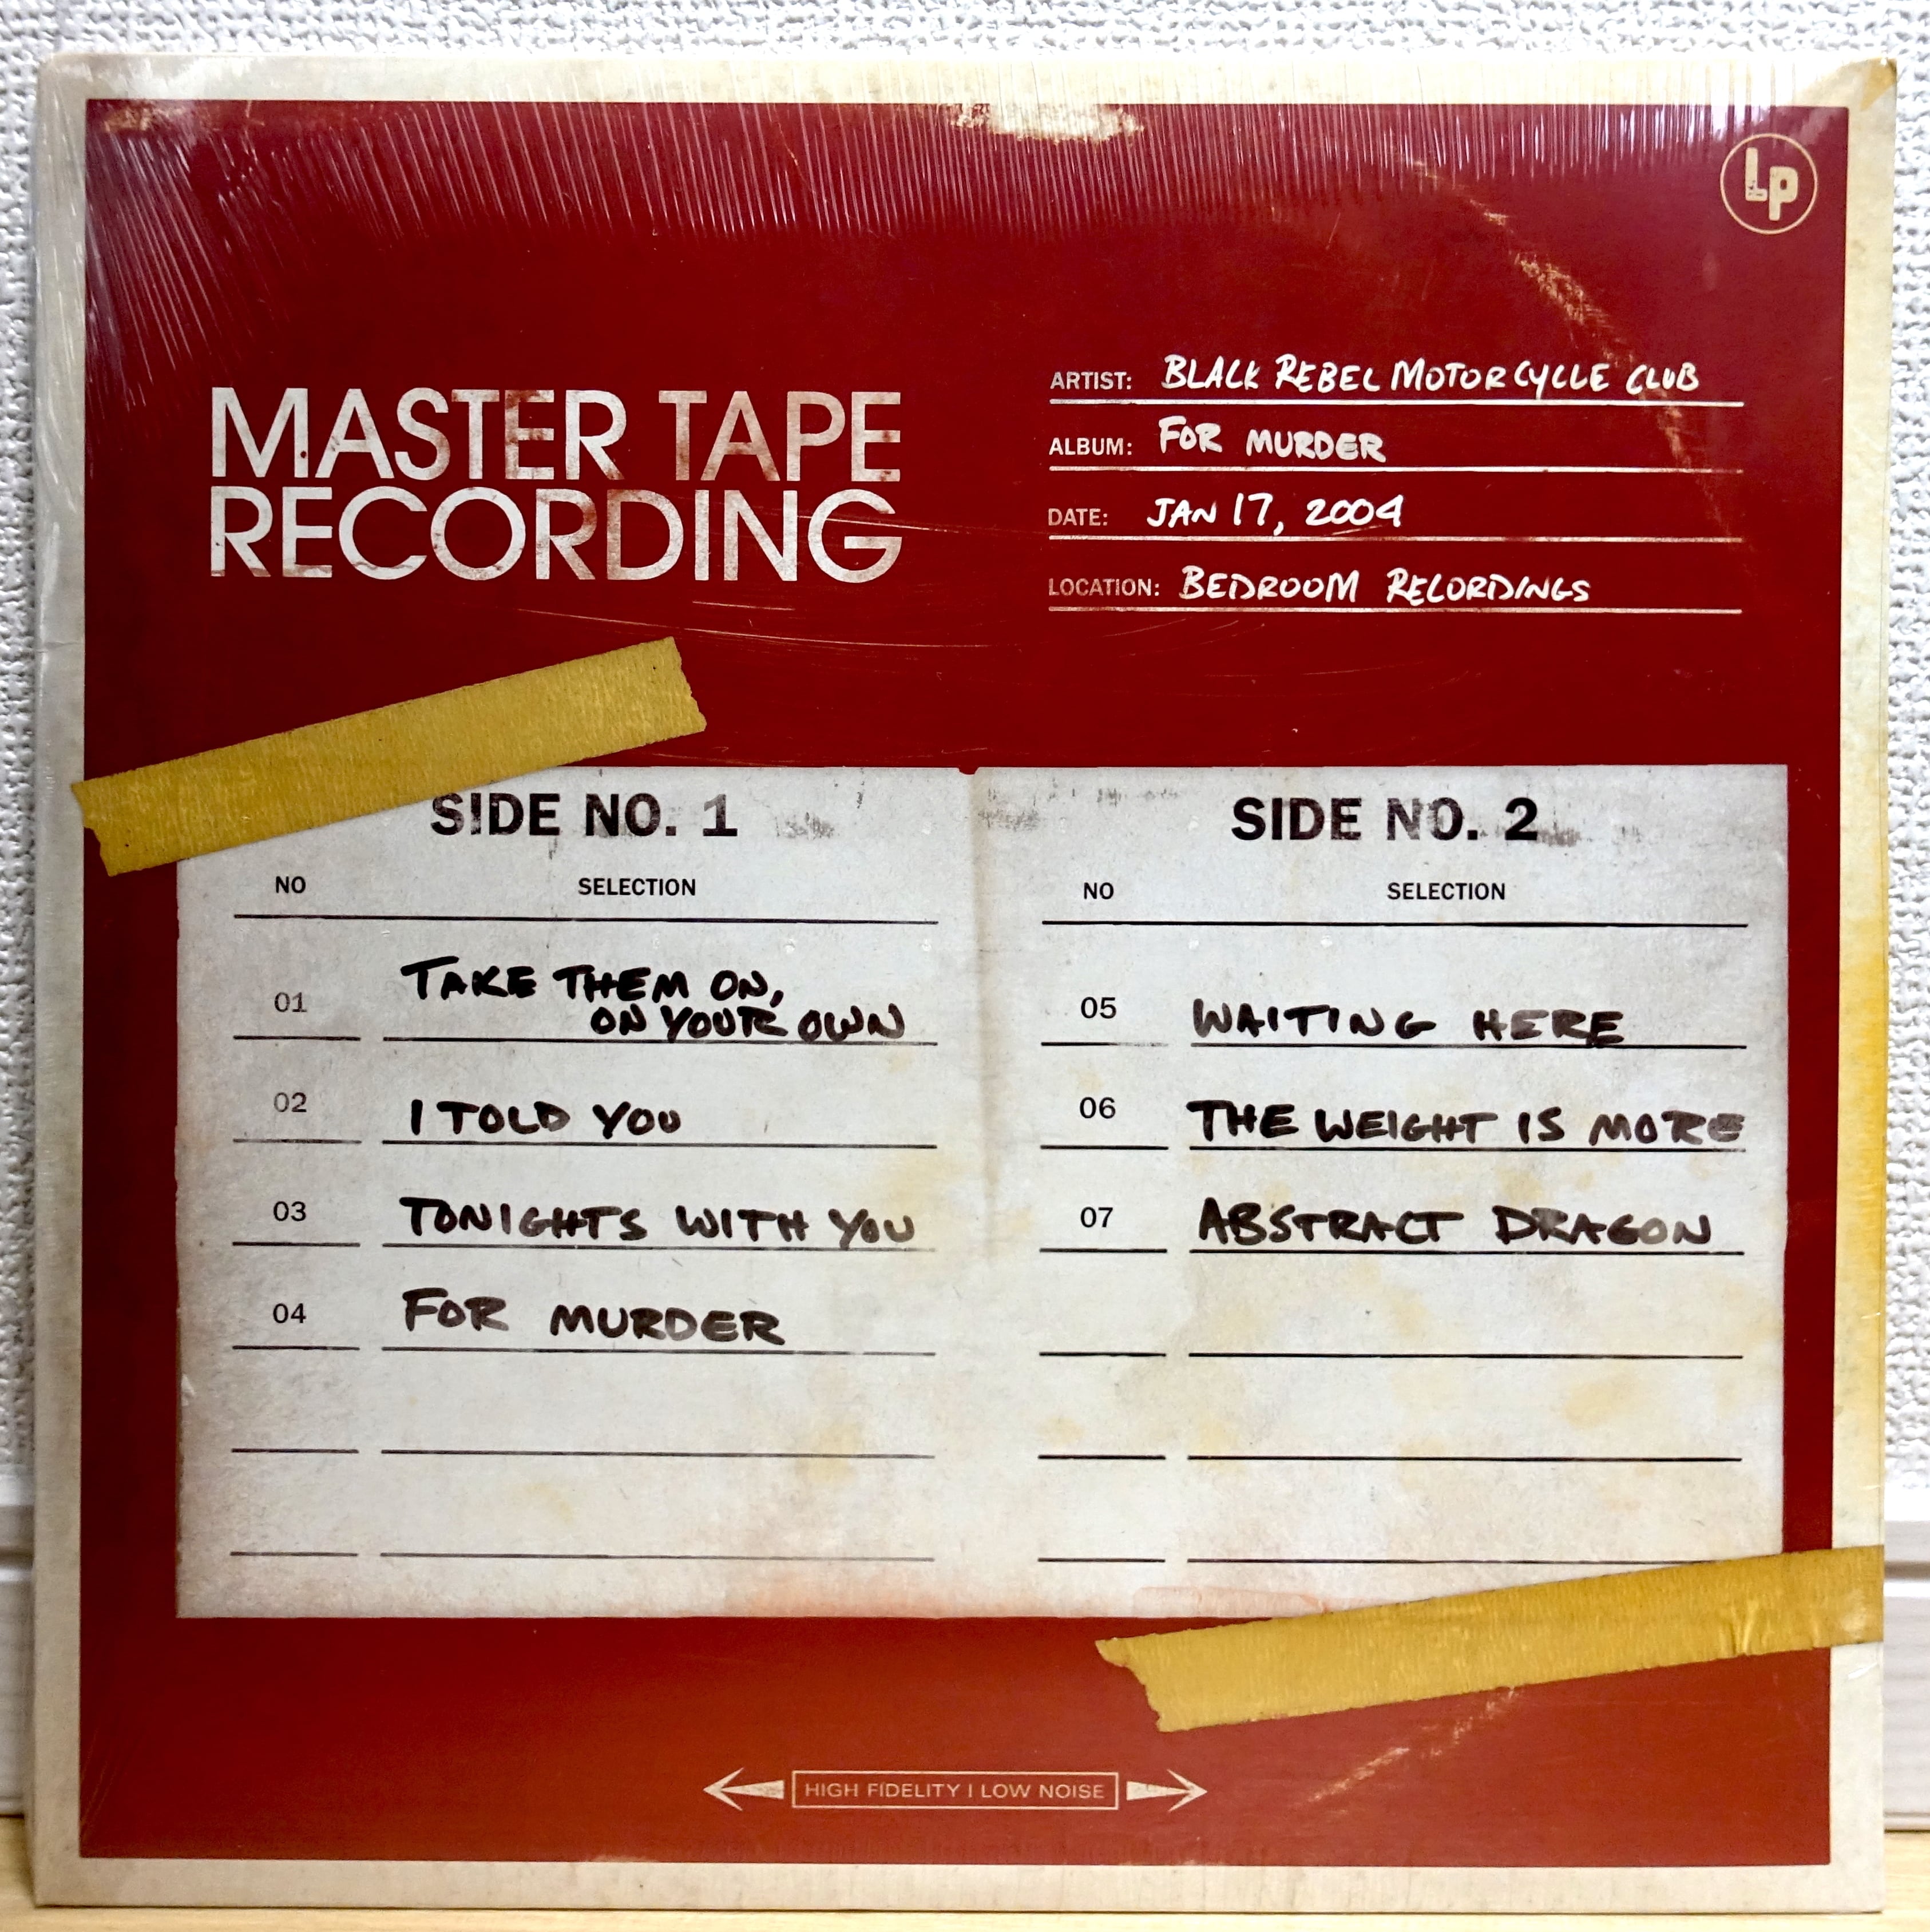 LP
MASTER TAPE
RECORDING
ARTIST: BLACK REBEL MOTORCYCLE CLUB
ALBUM: FOR MURDER
DATE: JAN 17, 2004
LOCATION: BEDROOM RECORDINGS
SIDE NO. 1
NO SELECTION
01 TAKE THEM ON,
ON YOUR OWN
02 I TOLD YOU
03 TONIGHTS WITH YOU
04 FOR MURDER
SIDE NO. 2
NO SELECTION
05 WAITING HERE
06 THE WEIGHT IS MORE
07 ABSTRACT DRAGON
HIGH FIDELITY | LOW NOISE